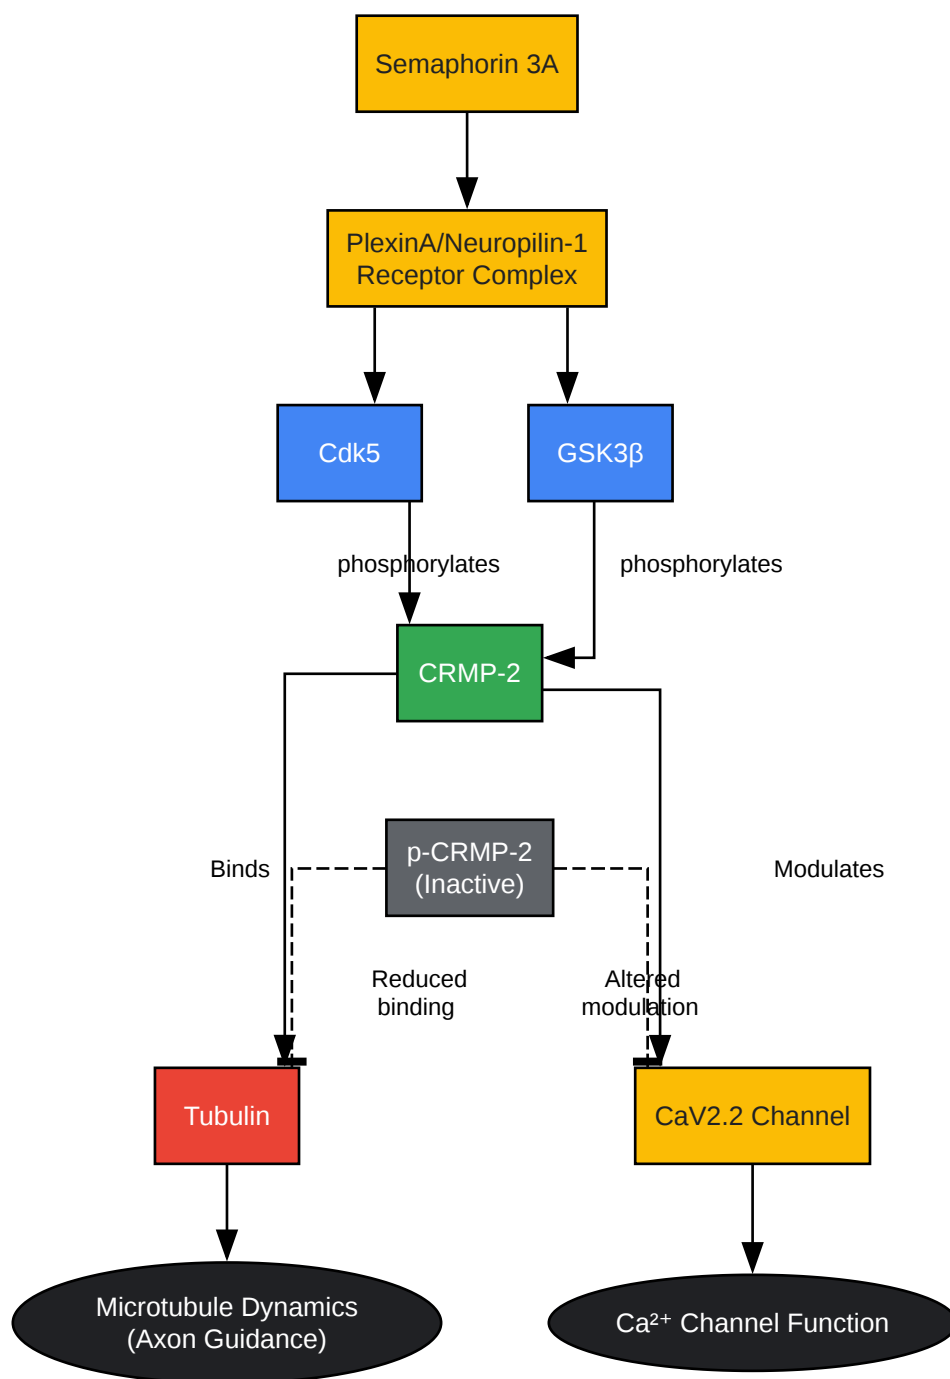 Semaphorin 3A
PlexinA/Neuropilin-1
Receptor Complex
Cdk5
GSK3β
phosphorylates
phosphorylates
CRMP-2
p-CRMP-2
(Inactive)
Binds
Modulates
Reduced
binding
Altered
modulation
Tubulin
CaV2.2 Channel
Microtubule Dynamics
(Axon Guidance)
Ca²⁺ Channel Function